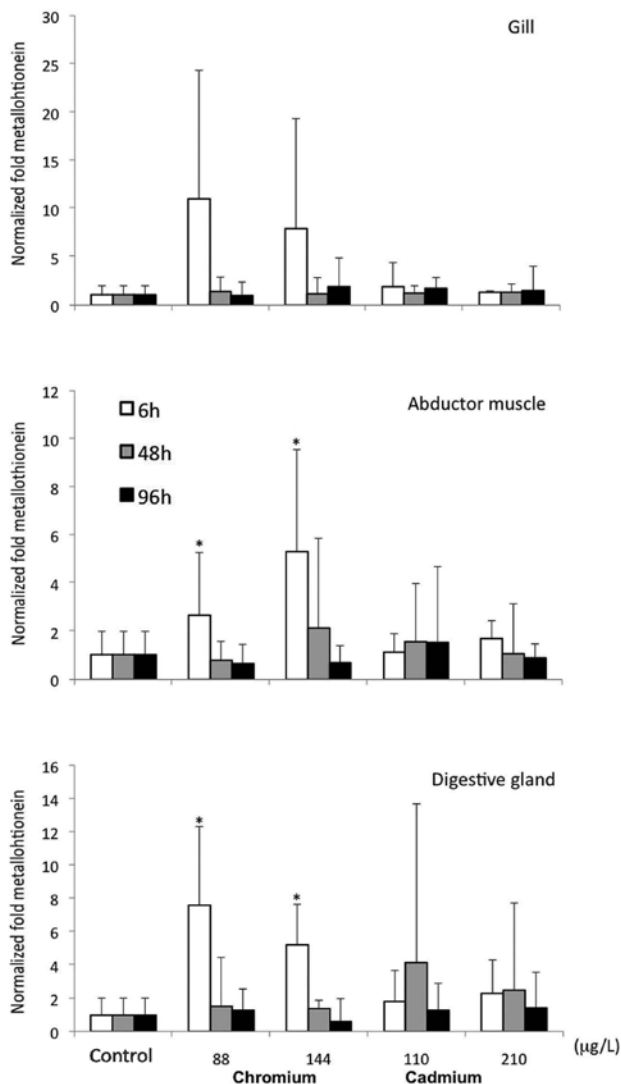 Gill
Normalized fold metallohtionein
30
25
20
15
10
5
0
Abductor muscle
Normalized fold metallothionein
12
10
8
6
4
2
0
6h
48h
96h
*
*
Digestive gland
Normalized fold metallohtionein
16
14
12
10
8
6
4
2
0
*
*
Control 88 144 110 210 (µg/L)
Chromium Cadmium